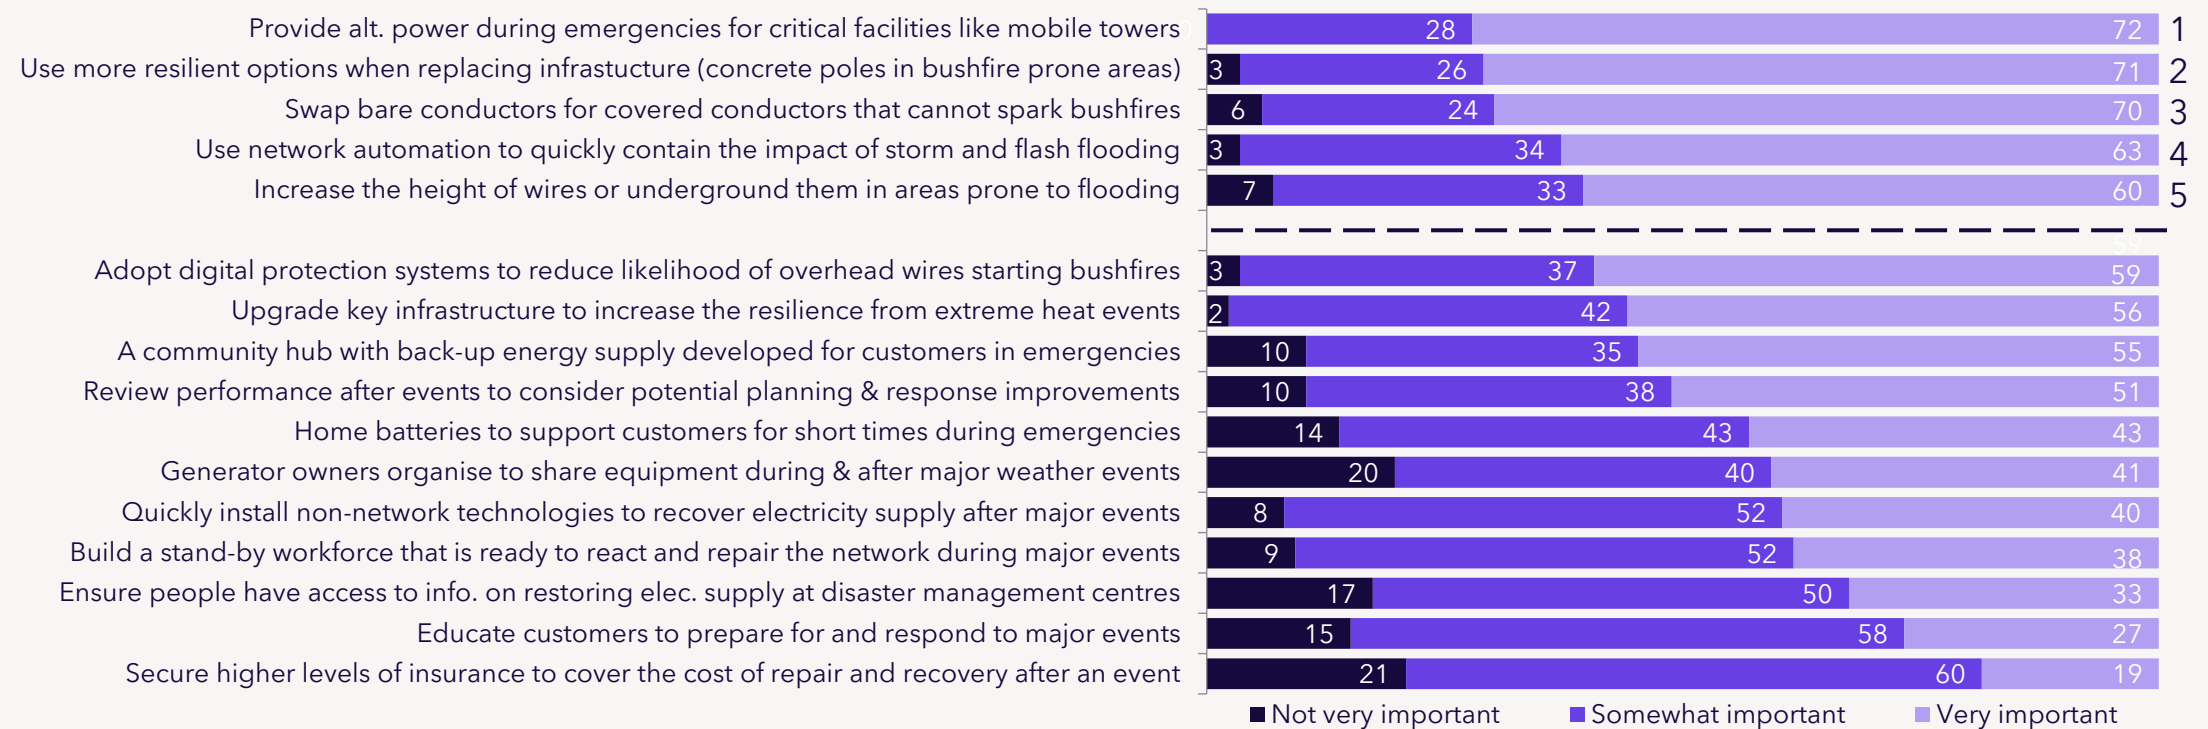 Provide alt. power during emergencies for critical facilities like mobile towers 0 28 72 1
Use more resilient options when replacing infrastucture (concrete poles in bushfire prone areas) 3 26 71 2
Swap bare conductors for covered conductors that cannot spark bushfires 6 24 70 3
Use network automation to quickly contain the impact of storm and flash flooding 3 34 63 4
Increase the height of wires or underground them in areas prone to flooding 7 33 60 5
59
Adopt digital protection systems to reduce likelihood of overhead wires starting bushfires 3 37 59
Upgrade key infrastructure to increase the resilience from extreme heat events 2 42 56
A community hub with back-up energy supply developed for customers in emergencies 10 35 55
Review performance after events to consider potential planning & response improvements 10 38 51
Home batteries to support customers for short times during emergencies 14 43 43
Generator owners organise to share equipment during & after major weather events 20 40 41
Quickly install non-network technologies to recover electricity supply after major events 8 52 40
Build a stand-by workforce that is ready to react and repair the network during major events 9 52 38
Ensure people have access to info. on restoring elec. supply at disaster management centres 17 50 33
Educate customers to prepare for and respond to major events 15 58 27
Secure higher levels of insurance to cover the cost of repair and recovery after an event 21 60 19
Not very important Somewhat important Very important